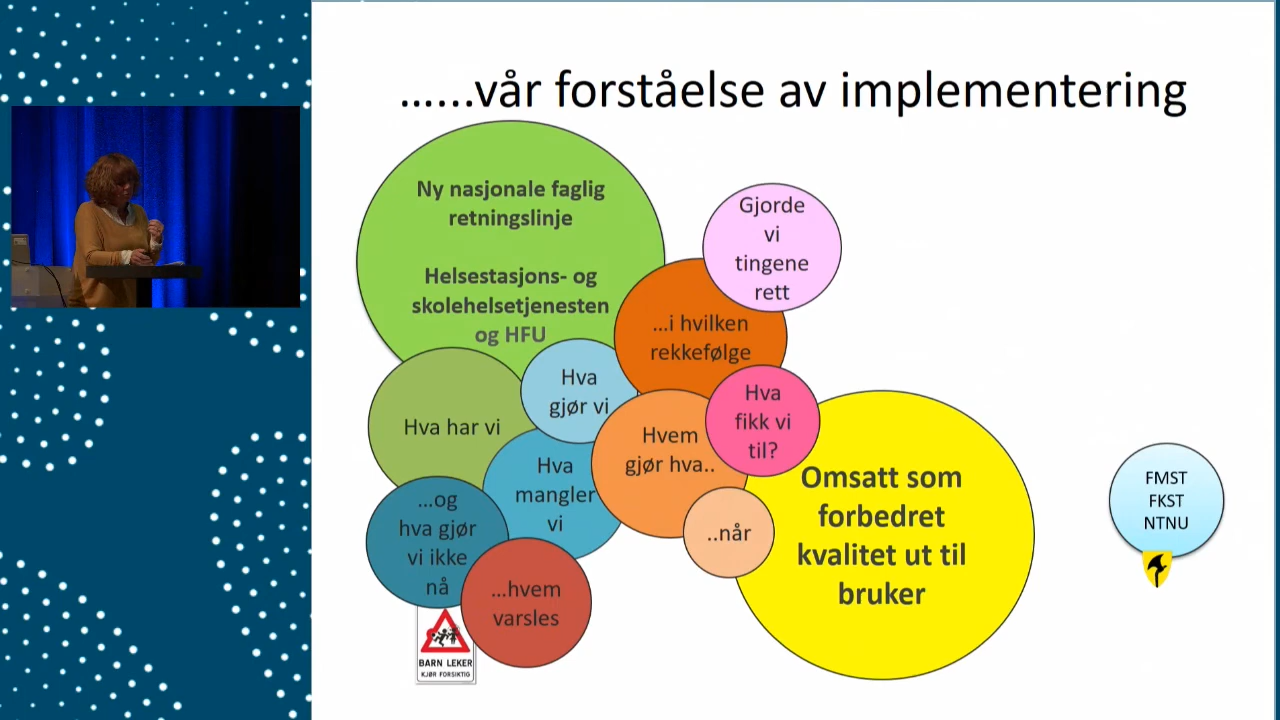 ......vår forståelse av implementering
Ny nasjonale faglig
retningslinje
Helsestasjons- og
skolehelsetjenesten
og HFU
Gjorde
vi
tingene
rett
...i hvilken
rekkefølge
Hva
gjør vi
Hva har vi
Hva
fikk vi
til?
Hvem
gjør hva..
Hva
mangler
vi
...og
hva gjør
vi ikke
nå
..når
...hvem
varsles
Omsatt som
forbedret
kvalitet ut til
bruker
FMST
FKST
NTNU
BARN LEKER
KJØR FORSIKTIG